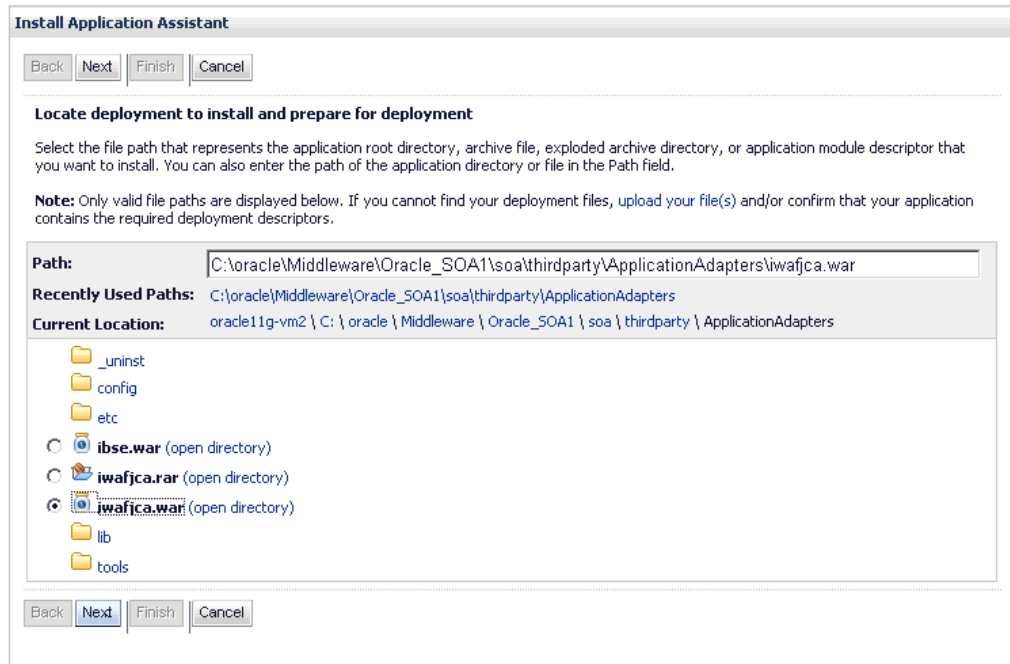 Install Application Assistant
Back Next Finish Cancel
Locate deployment to install and prepare for deployment
Select the file path that represents the application root directory, archive file, exploded archive directory, or application module descriptor that
you want to install. You can also enter the path of the application directory or file in the Path field.
Note: Only valid file paths are displayed below. If you cannot find your deployment files, upload your file(s) and/or confirm that your application
contains the required deployment descriptors.
Path: C:\oracle\Middleware\Oracle_SOA1\soa\thirdparty\ApplicationAdapters\iwafjca.war
Recently Used Paths: C:\oracle\Middleware\Oracle_SOA1\soa\thirdparty\ApplicationAdapters
Current Location: oracle11g-vm2 \ C: \ oracle \ Middleware \ Oracle_SOA1 \ soa \ thirdparty \ ApplicationAdapters
_uninst
config
etc
ibse.war (open directory)
iwafjca.rar (open directory)
iwafjca.war (open directory)
lib
tools
Back Next Finish Cancel